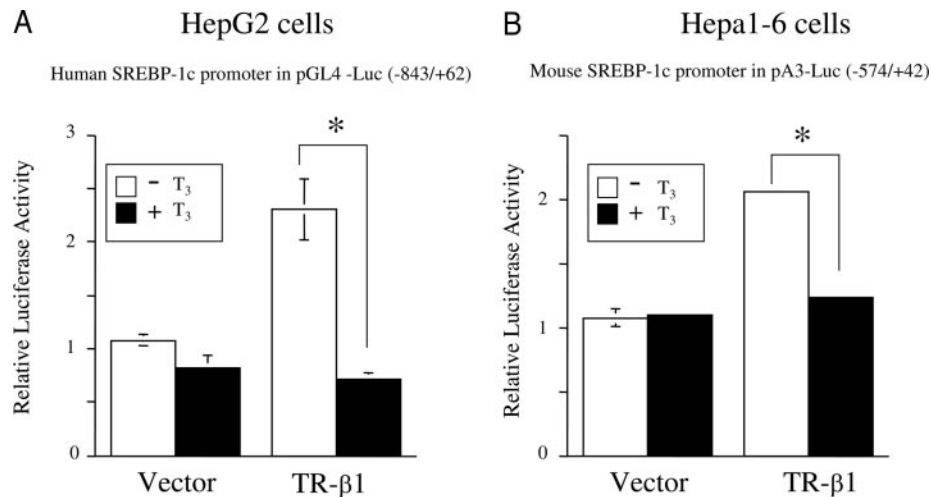 A
HepG2 cells
Human SREBP-1c promoter in pGL4 -Luc (-843/+62)
Relative Luciferase Activity
3
2
1
0
- T3
+ T3
*
Vector
TR-β1
B
Hepa1-6 cells
Mouse SREBP-1c promoter in pA3-Luc (-574/+42)
Relative Luciferase Activity
2
1
0
- T3
+ T3
*
Vector
TR-β1